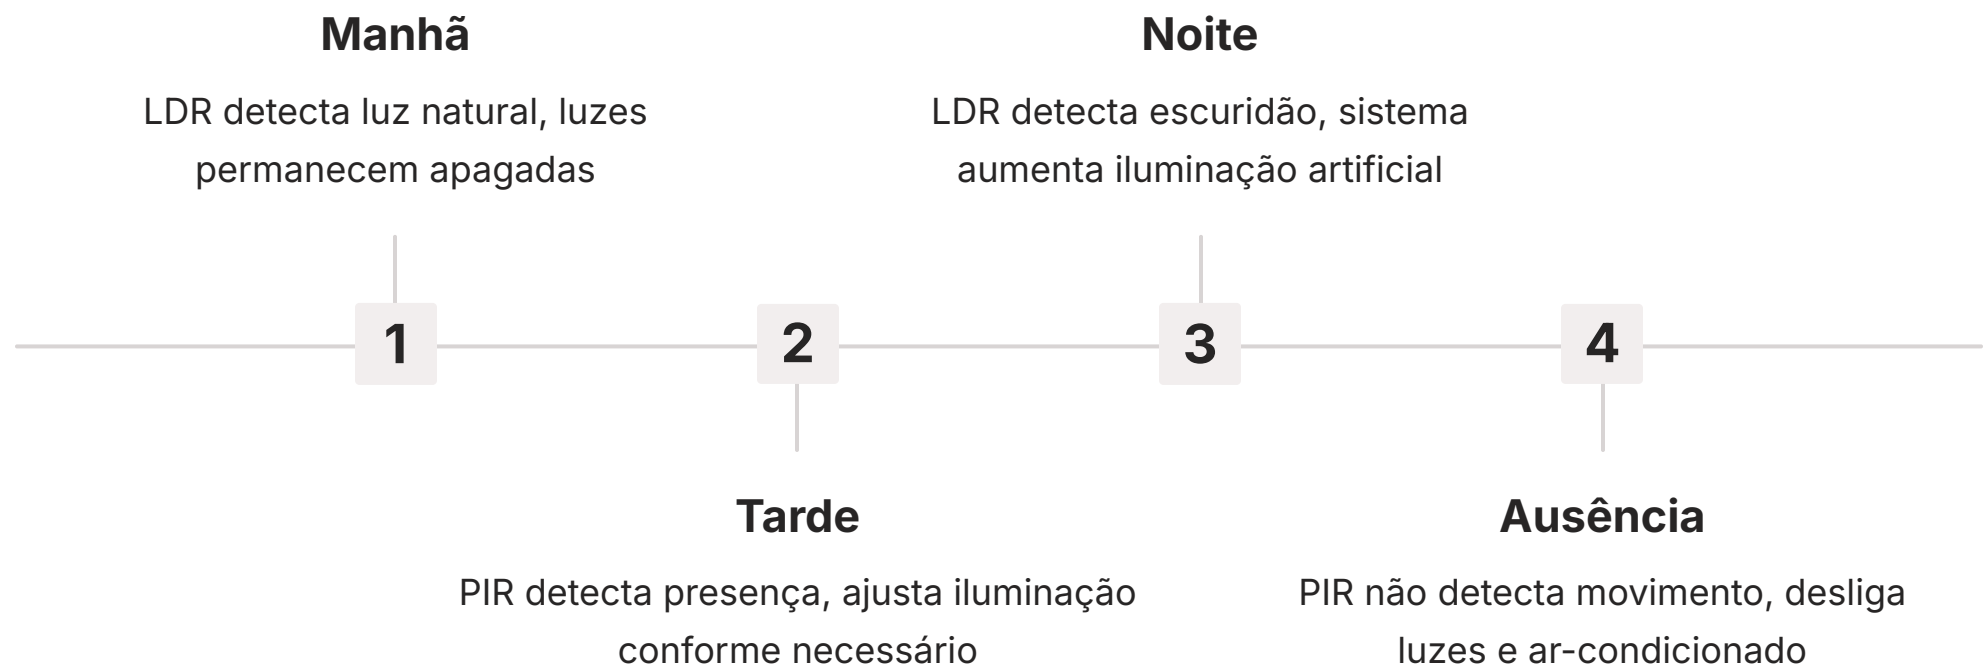 Manhã
LDR detecta luz natural, luzes
permanecem apagadas
Noite
LDR detecta escuridão, sistema
aumenta iluminação artificial
1
2
3
4
Tarde
PIR detecta presença, ajusta iluminação
conforme necessário
Ausência
PIR não detecta movimento, desliga
luzes e ar-condicionado